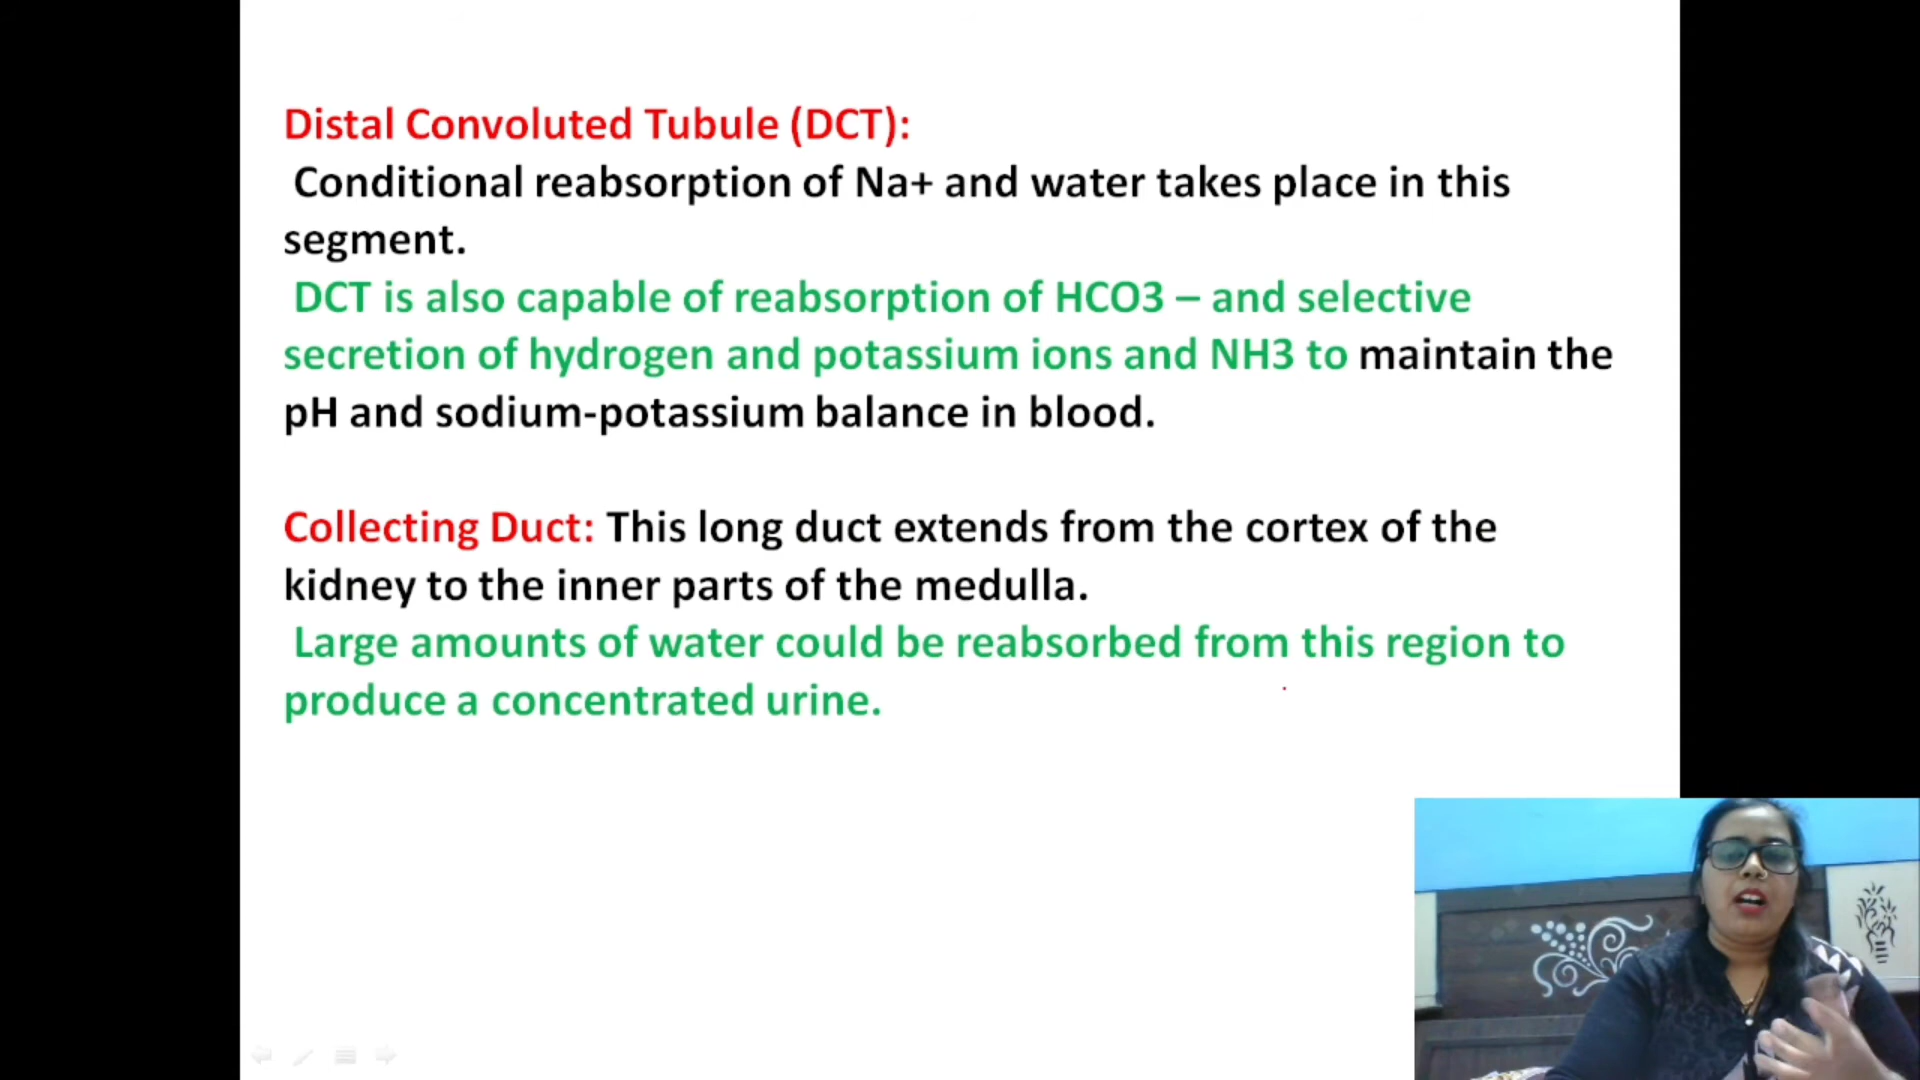 Distal Convoluted Tubule (DCT):
Conditional reabsorption of Na+ and water takes place in this
segment.
DCT is also capable of reabsorption of HCO3 – and selective
secretion of hydrogen and potassium ions and NH3 to maintain the
pH and sodium-potassium balance in blood.
Collecting Duct: This long duct extends from the cortex of the
kidney to the inner parts of the medulla.
Large amounts of water could be reabsorbed from this region to
produce a concentrated urine.